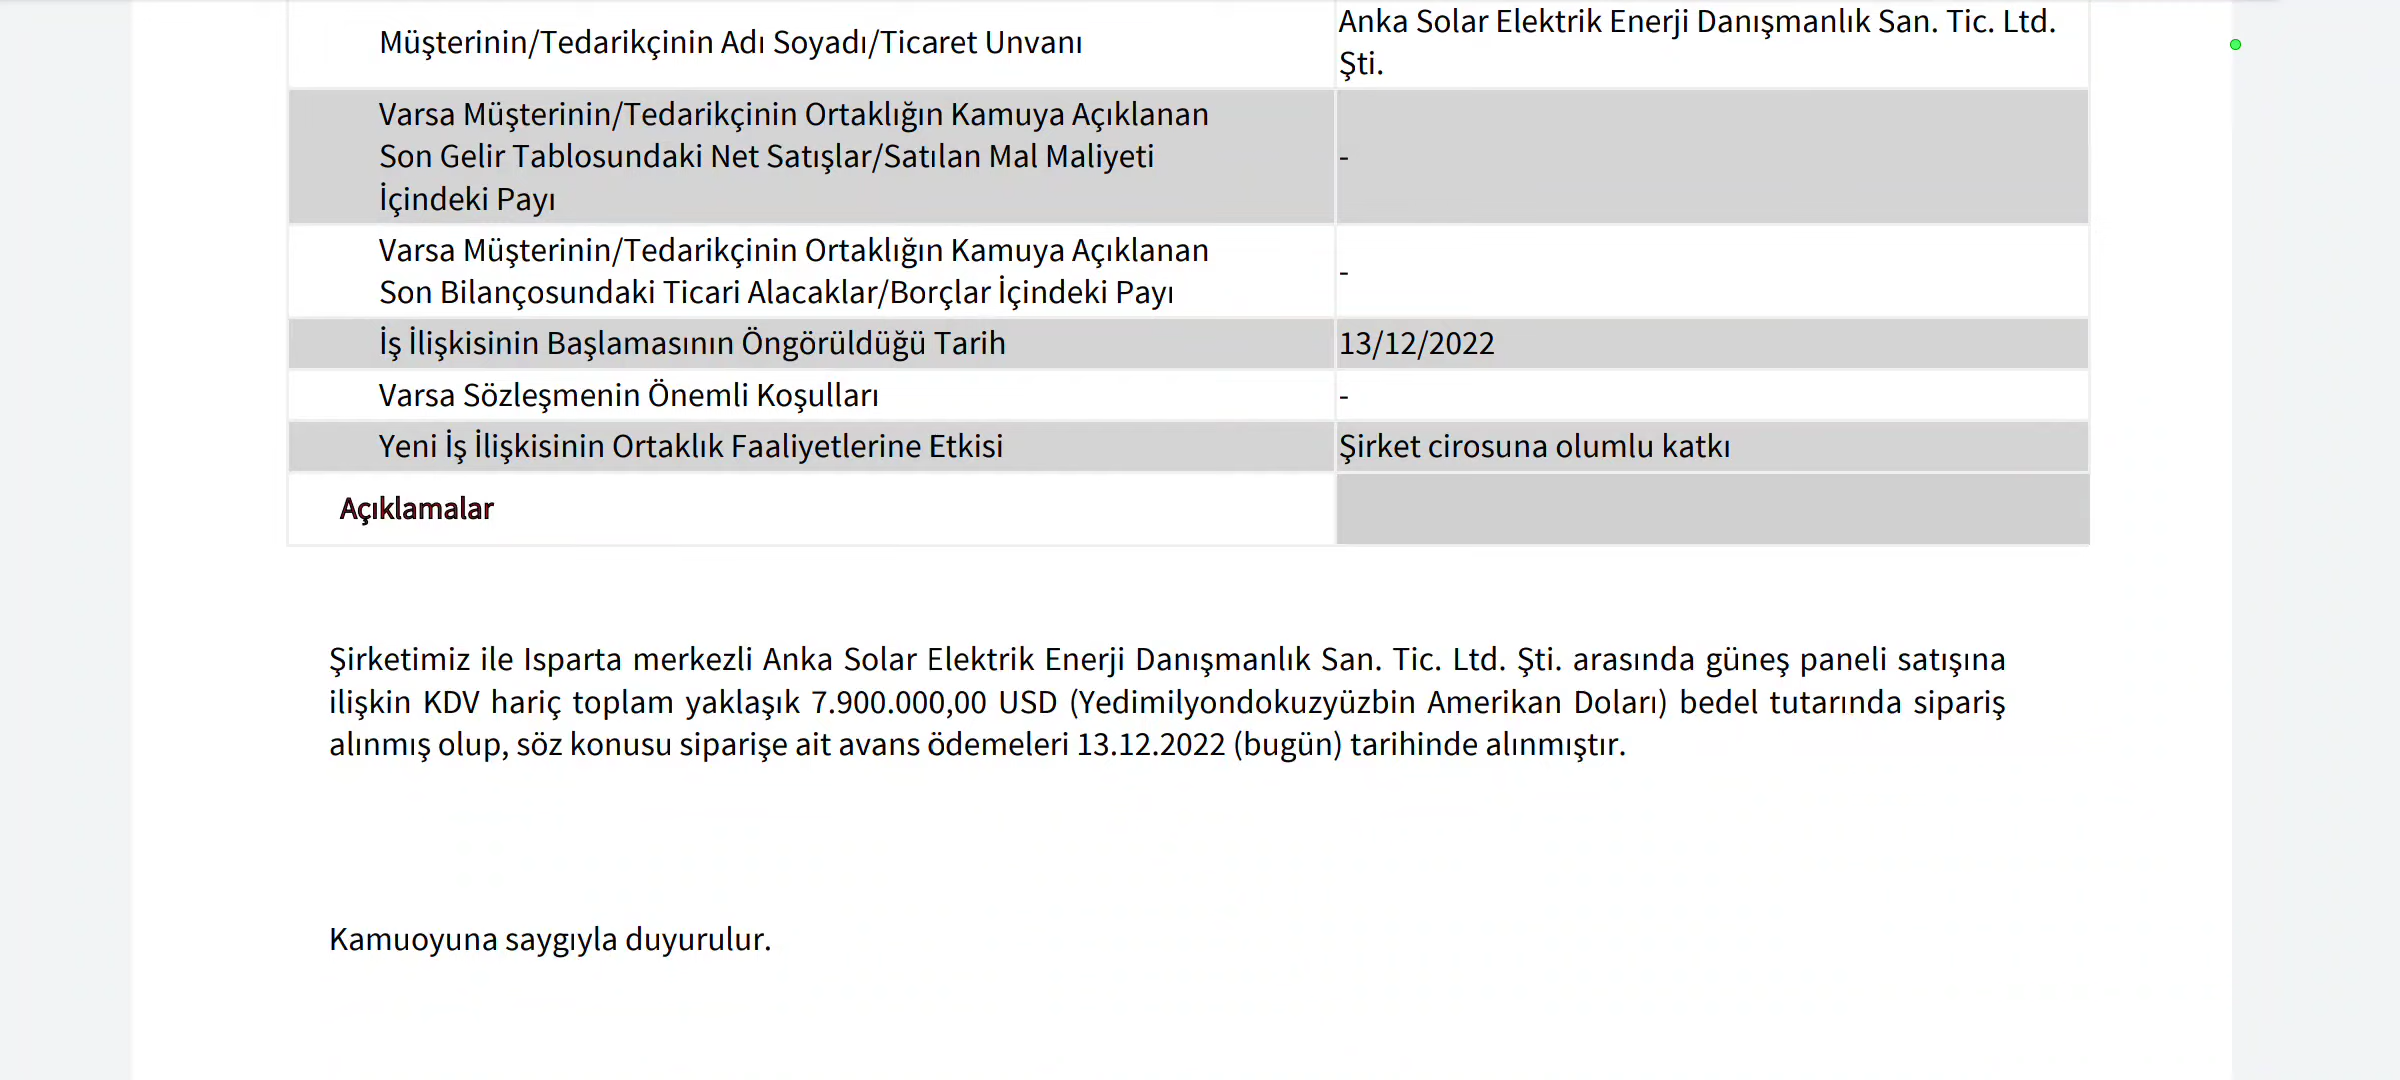 Müşterinin/Tedarikçinin Adı Soyadı/Ticaret Unvanı
Anka Solar Elektrik Enerji Danışmanlık San. Tic. Ltd.
Şti.
Varsa Müşterinin/Tedarikçinin Ortaklığın Kamuya Açıklanan
Son Gelir Tablosundaki Net Satışlar/Satılan Mal Maliyeti
İçindeki Payı
-
Varsa Müşterinin/Tedarikçinin Ortaklığın Kamuya Açıklanan
Son Bilançosundaki Ticari Alacaklar/Borçlar İçindeki Payı
-
İş İlişkisinin Başlamasının Öngörüldüğü Tarih
13/12/2022
Varsa Sözleşmenin Önemli Koşulları
-
Yeni İş İlişkisinin Ortaklık Faaliyetlerine Etkisi
Şirket cirosuna olumlu katkı
Açıklamalar
Şirketimiz ile Isparta merkezli Anka Solar Elektrik Enerji Danışmanlık San. Tic. Ltd. Şti. arasında güneş paneli satışına
ilişkin KDV hariç toplam yaklaşık 7.900.000,00 USD (Yedimilyondokuzyüzbin Amerikan Doları) bedel tutarında sipariş
alınmış olup, söz konusu siparişe ait avans ödemeleri 13.12.2022 (bugün) tarihinde alınmıştır.
Kamuoyuna saygıyla duyurulur.